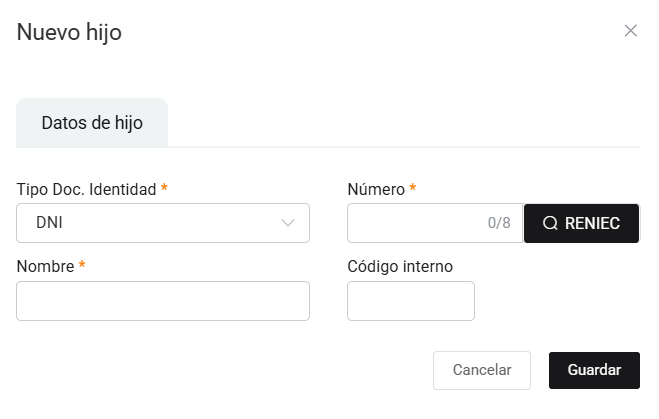 Nuevo hijo
Datos de hijo
Tipo Doc. Identidad *
Número *
DNI
0/8
RENIEC
Nombre *
Código interno
Cancelar
Guardar